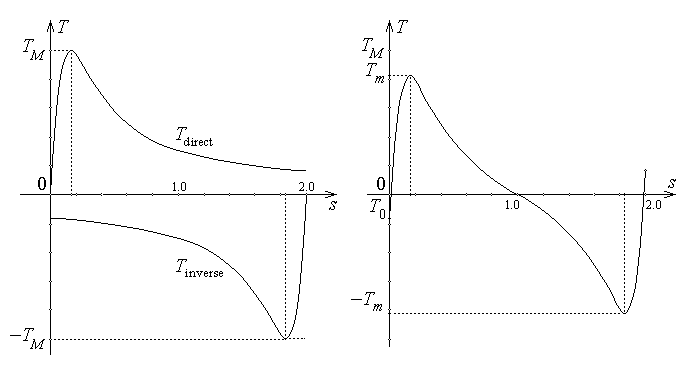 T
T_M
T_direct
0
1.0
2.0
s
T_inverse
−T_M
T
T_M
T_m
0
s
T_0
1.0
2.0
−T_m